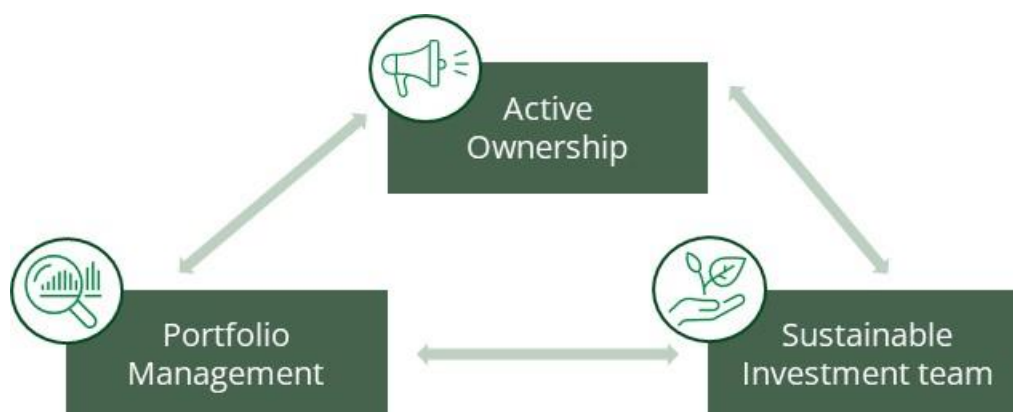 Active
Ownership
Portfolio
Management
Sustainable
Investment team